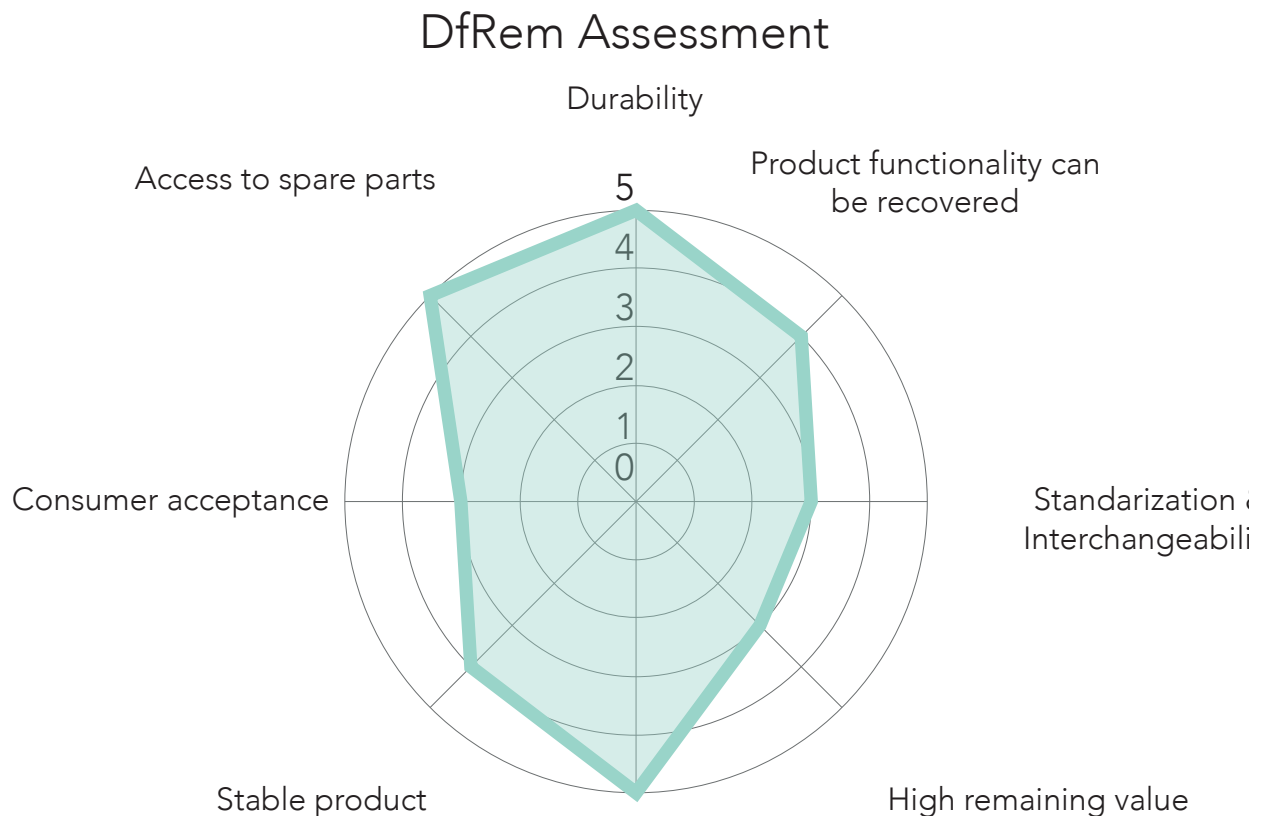 DfRem Assessment
Durability
Access to spare parts
Product functionality can
be recovered
5
4
3
2
1
0
Consumer acceptance
Standarization
Interchangeabili
Stable product
High remaining value